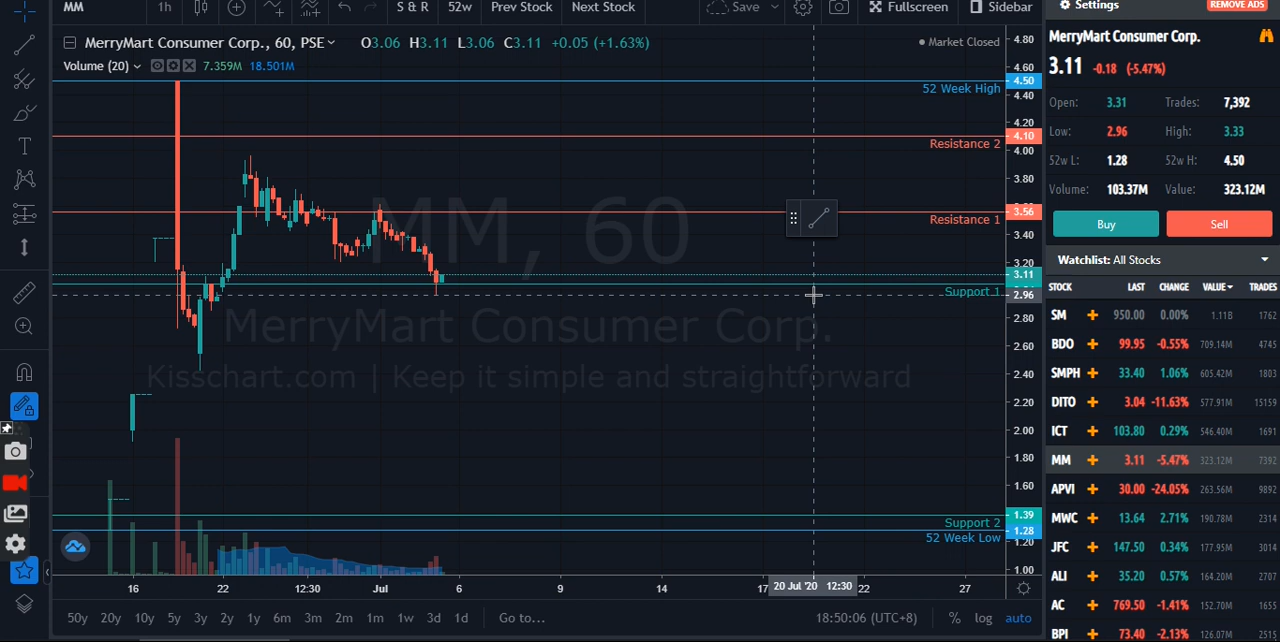 MM 1h S & R 52w Prev Stock Next Stock Save Fullscreen Sidebar
MerryMart Consumer Corp., 60, PSE O3.06 H3.11 L3.06 C3.11 +0.05 (+1.63%)
Market Closed
Volume (20) 7.359M 18.501M
52 Week High
Resistance 2
Resistance 1
Support 1
Support 2
52 Week Low
MM, 60
MerryMart Consumer Corp.
Kisschart.com | Keep it simple and straightforward
4.80
4.60
4.50
4.40
4.20
4.10
4.00
3.80
3.56
3.40
3.20
3.11
2.96
2.80
2.60
2.40
2.20
2.00
1.80
1.60
1.39
1.28
1.20
1.00
16 22 12:30 Jul 6 9 14 17 20 Jul '20 12:30 22 27
50y 20y 10y 5y 3y 2y 1y 6m 3m 2m 1m 1w 3d 1d Go to... 18:50:06 (UTC+8) % log auto
Settings REMOVE ADS
MerryMart Consumer Corp.
3.11 -0.18 (-5.47%)
Open: 3.31 Trades: 7,392
Low: 2.96 High: 3.33
52w L: 1.28 52w H: 4.50
Volume: 103.37M Value: 323.12M
Buy Sell
Watchlist: All Stocks
STOCK LAST CHANGE VALUE TRADES
SM 950.00 0.00% 1.11B 1762
BDO 99.95 -0.55% 709.14M 4745
SMPH 33.40 1.06% 605.42M 1803
DITO 3.04 -11.63% 577.91M 15159
ICT 103.80 0.29% 546.40M 1691
MM 3.11 -5.47% 323.12M 7392
APVI 30.00 -24.05% 263.56M 9892
MWC 13.64 2.71% 190.78M 2314
JFC 147.50 0.34% 177.95M 3014
ALI 35.20 0.57% 164.20M 2707
AC 769.50 -1.41% 152.70M 1655
BPI 73.40 -2.13% 126.07M 2515